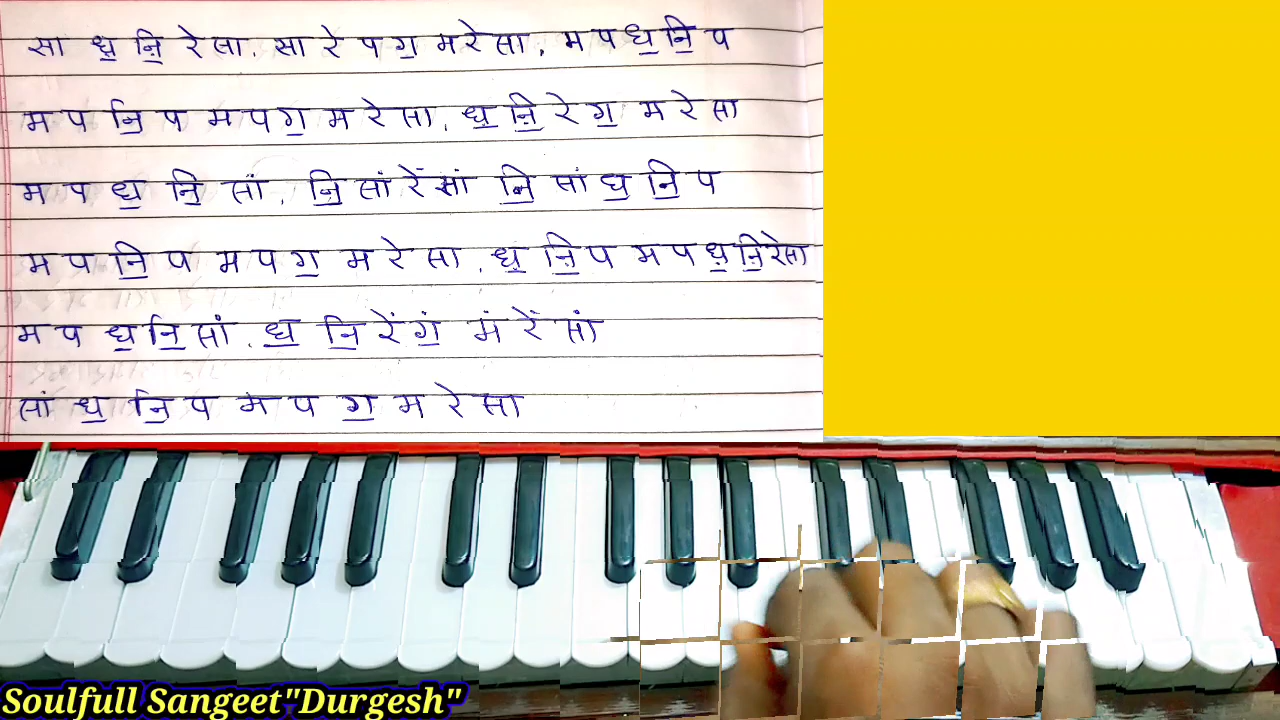 सा ध॒ नि॒ रे सा. सा रे प ग॒ म रे सा. म प ध॒ नि॒ प
म प नि॒ प म प ग॒ म रे सा. ध॒ नि॒ रे ग॒ म रे सा
म प ध॒ नि॒ सां. नि॒ सां रें सां नि॒ सां ध॒ नि॒ प
म प नि॒ प म प ग॒ म रे सा. ध॒ नि॒ प म प ध॒ नि॒ रे सा
म प ध॒ नि॒ सां. ध॒ नि॒ रें गं॒ मं रें सां
सां ध॒ नि॒ प म प ग॒ म रे सा
Soulfull Sangeet"Durgesh"